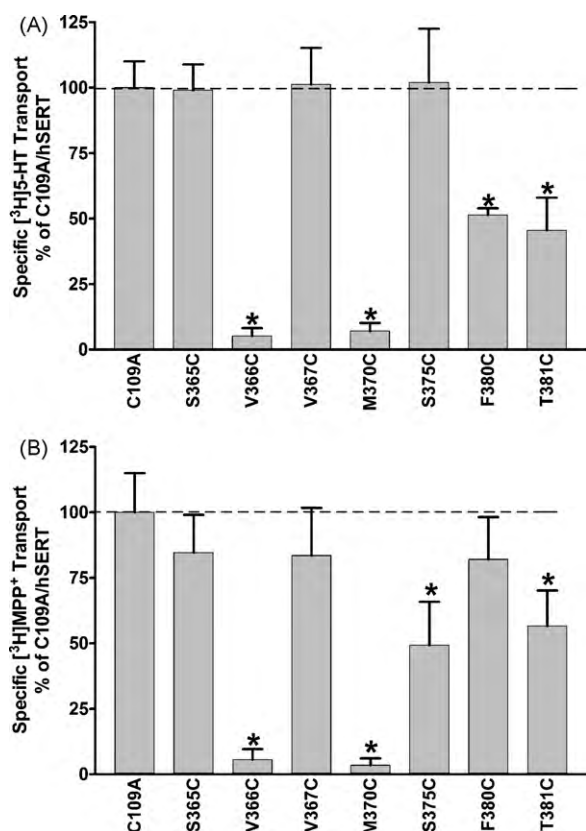 (A)
Specific [³H]5-HT Transport
% of C109A/hSERT
125
100
75
50
25
0
*
*
*
*
C109A
S365C
V366C
V367C
M370C
S375C
F380C
T381C
(B)
Specific [³H]MPP⁺ Transport
% of C109A/hSERT
125
100
75
50
25
0
*
*
*
*
C109A
S365C
V366C
V367C
M370C
S375C
F380C
T381C